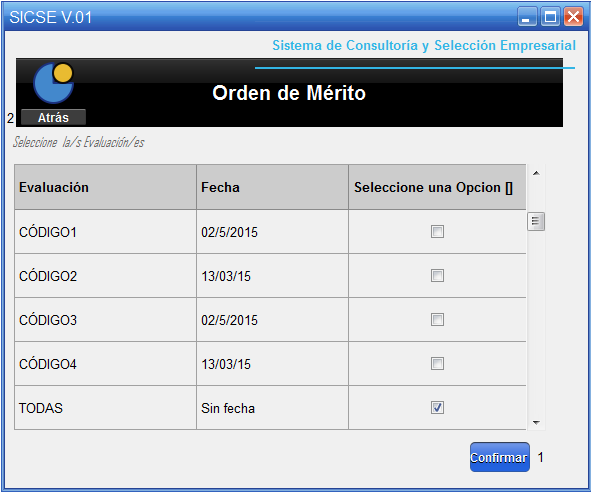 SICSE V.01
Sistema de Consultoría y Selección Empresarial
Orden de Mérito
2 Atrás
Seleccione la/s Evaluación/es
Evaluación Fecha Seleccione una Opcion []
CÓDIGO1 02/5/2015
CÓDIGO2 13/03/15
CÓDIGO3 02/5/2015
CÓDIGO4 13/03/15
TODAS Sin fecha
Confirmar 1